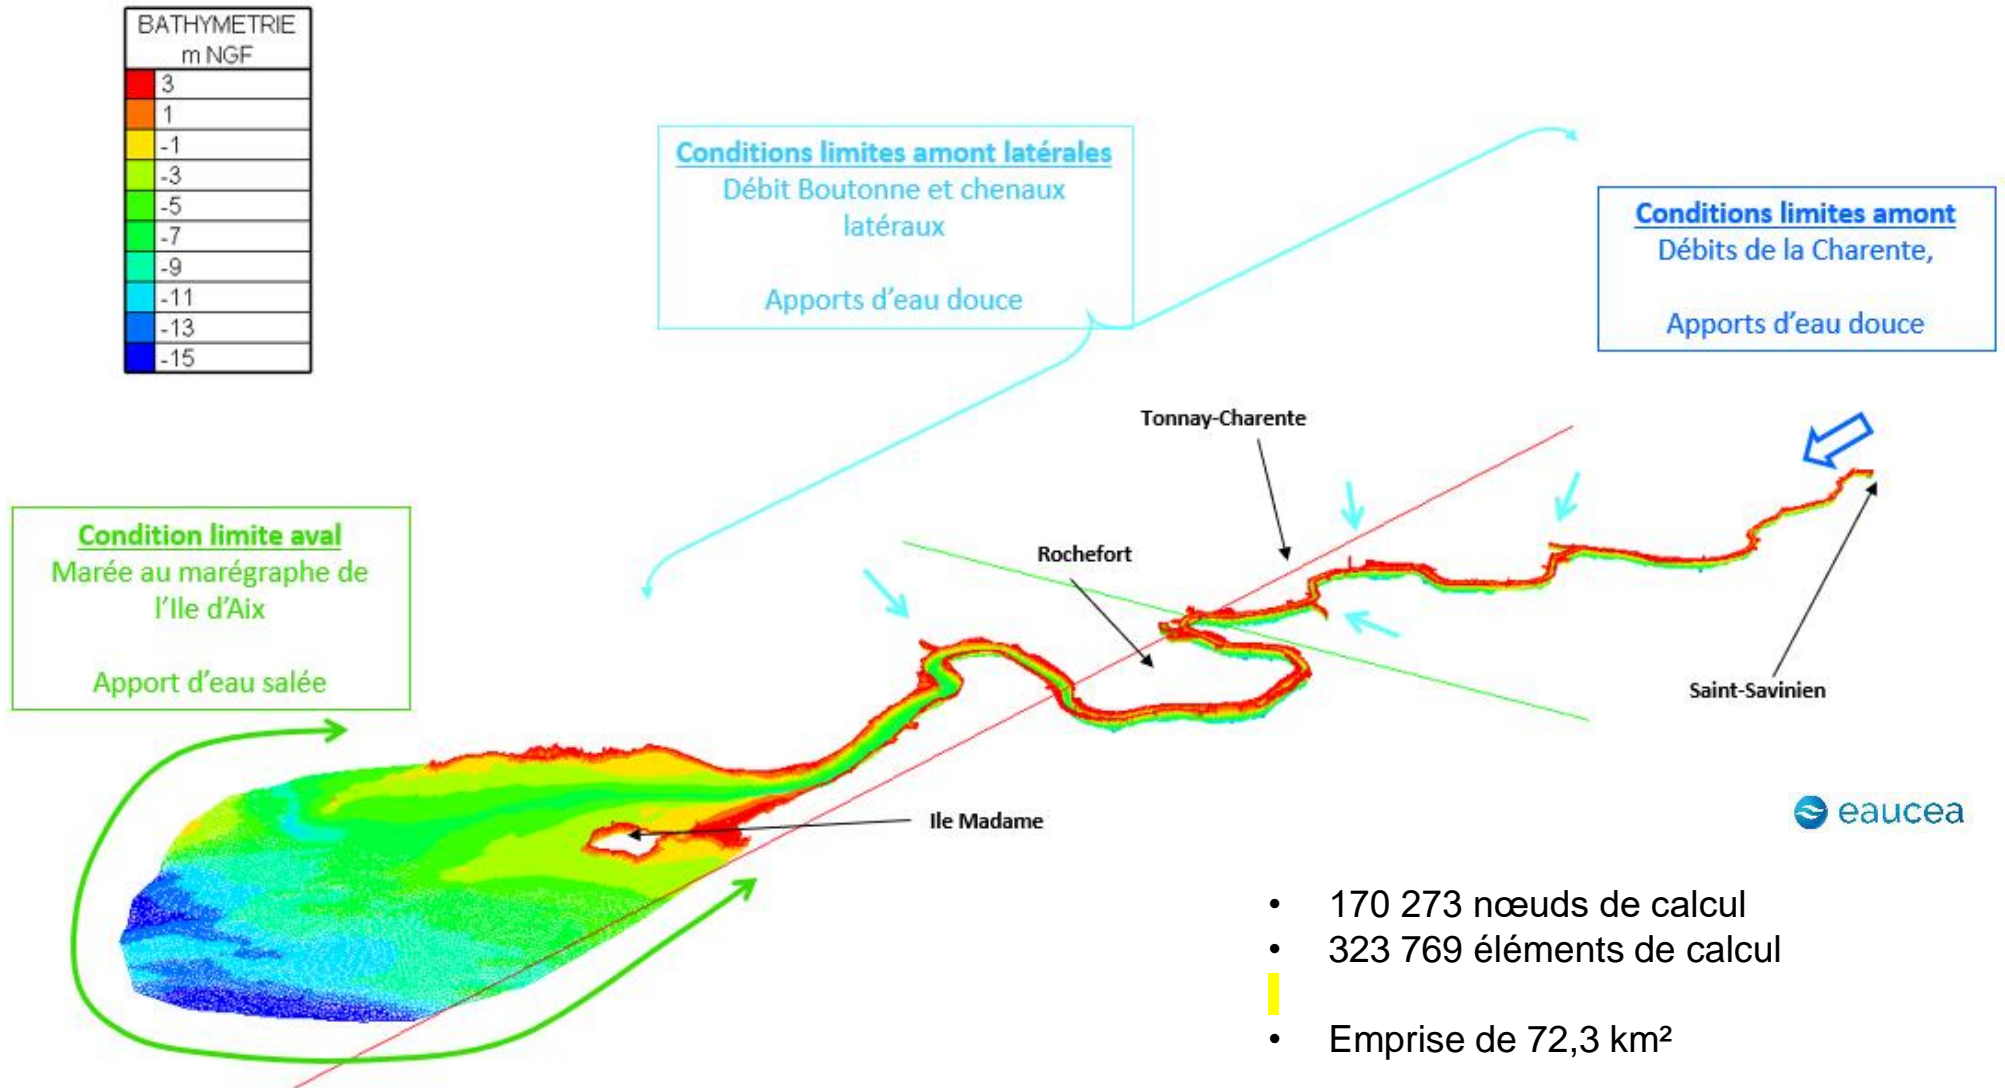 BATHYMETRIE
m NGF
3
1
-1
-3
-5
-7
-9
-11
-13
-15
Conditions limites amont latérales
Débit Boutonne et chenaux
latéraux
Apports d'eau douce
Conditions limites amont
Débits de la Charente,
Apports d'eau douce
Tonnay-Charente
Rochefort
Condition limite aval
Marée au marégraphe de
l'Ile d'Aix
Apport d'eau salée
Saint-Savinien
Ile Madame
eaucea
• 170 273 nœuds de calcul
• 323 769 éléments de calcul
• Emprise de 72,3 km²